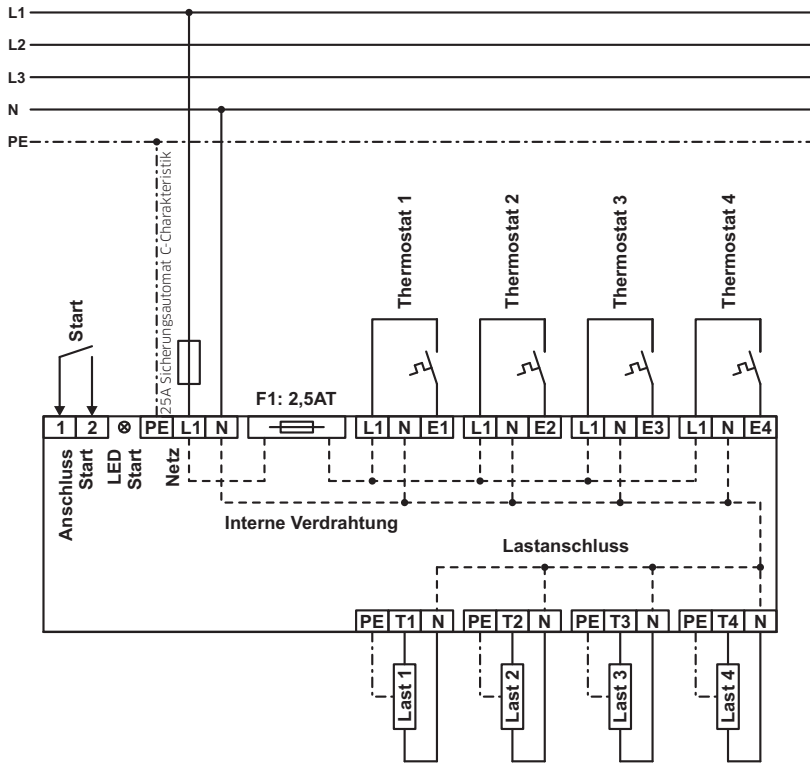 L1
L2
L3
N
PE
25A Sicherungsautomat C-Charakteristik
Start
Thermostat 1
Thermostat 2
Thermostat 3
Thermostat 4
F1: 2,5AT
1 2 PE L1 N L1 N E1 L1 N E2 L1 N E3 L1 N E4
Anschluss
Start
LED
Start
Netz
Interne Verdrahtung
Lastanschluss
PE T1 N PE T2 N PE T3 N PE T4 N
Last 1
Last 2
Last 3
Last 4